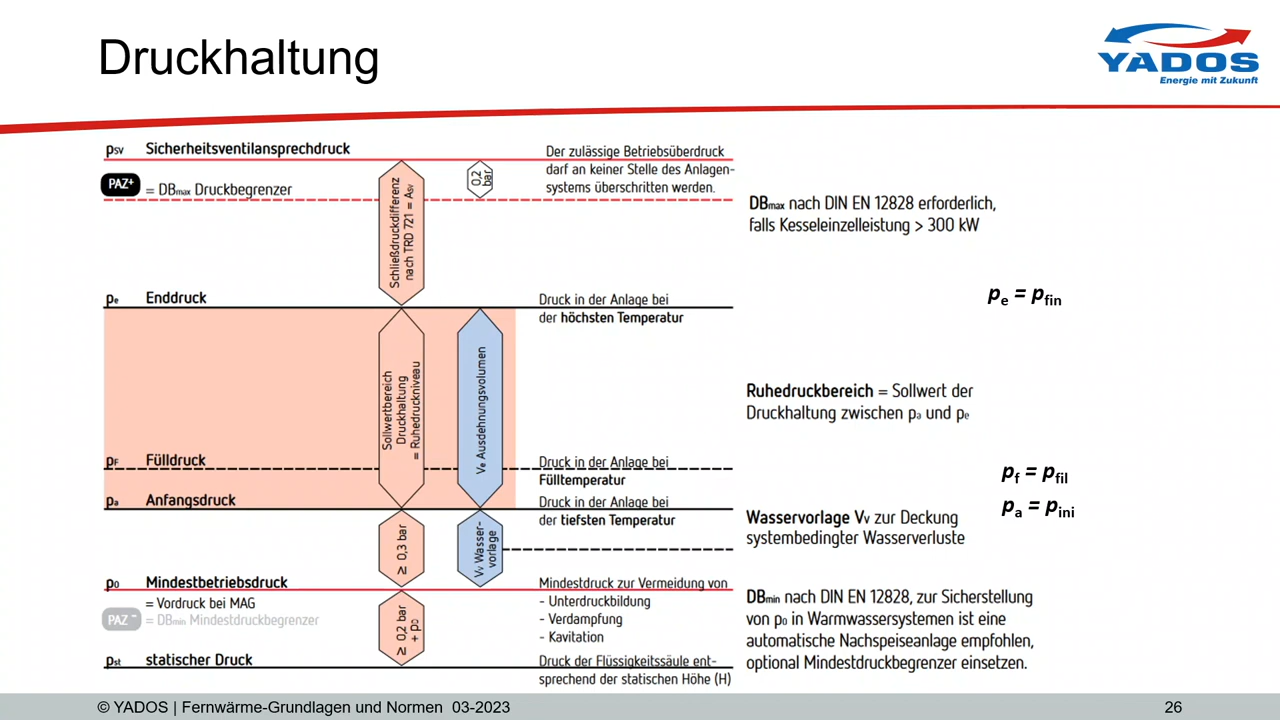 Druckhaltung
YADOS
Energie mit Zukunft
pSV Sicherheitsventilansprechdruck
PAZ+ = DBmax Druckbegrenzer
Schließdruckdifferenz
nach TRD 721 = ASV
0,2
bar
Der zulässige Betriebsüberdruck
darf an keiner Stelle des Anlagen-
systems überschritten werden.
DBmax nach DIN EN 12828 erforderlich,
falls Kesseleinzelleistung > 300 kW
pe Enddruck
Druck in der Anlage bei
der höchsten Temperatur
pe = pfin
Sollwertbereich
Druckhaltung
= Ruhedruckniveau
Ve Ausdehnungsvolumen
Ruhedruckbereich = Sollwert der
Druckhaltung zwischen pa und pe
pF Fülldruck
Druck in der Anlage bei
Fülltemperatur
pf = pfil
pa Anfangsdruck
Druck in der Anlage bei
der tiefsten Temperatur
pa = pini
≥ 0,3 bar
VV Wasser-
vorlage
Wasservorlage VV zur Deckung
systembedingter Wasserverluste
p0 Mindestbetriebsdruck
= Vordruck bei MAG
PAZ - = DBmin Mindestdruckbegrenzer
≥ 0,2 bar
+ p0
Mindestdruck zur Vermeidung von
- Unterdruckbildung
- Verdampfung
- Kavitation
DBmin nach DIN EN 12828, zur Sicherstellung
von p0 in Warmwassersystemen ist eine
automatische Nachspeiseanlage empfohlen,
optional Mindestdruckbegrenzer einsetzen.
pst statischer Druck
Druck der Flüssigkeitssäule ent-
sprechend der statischen Höhe (H)
© YADOS | Fernwärme-Grundlagen und Normen 03-2023
26